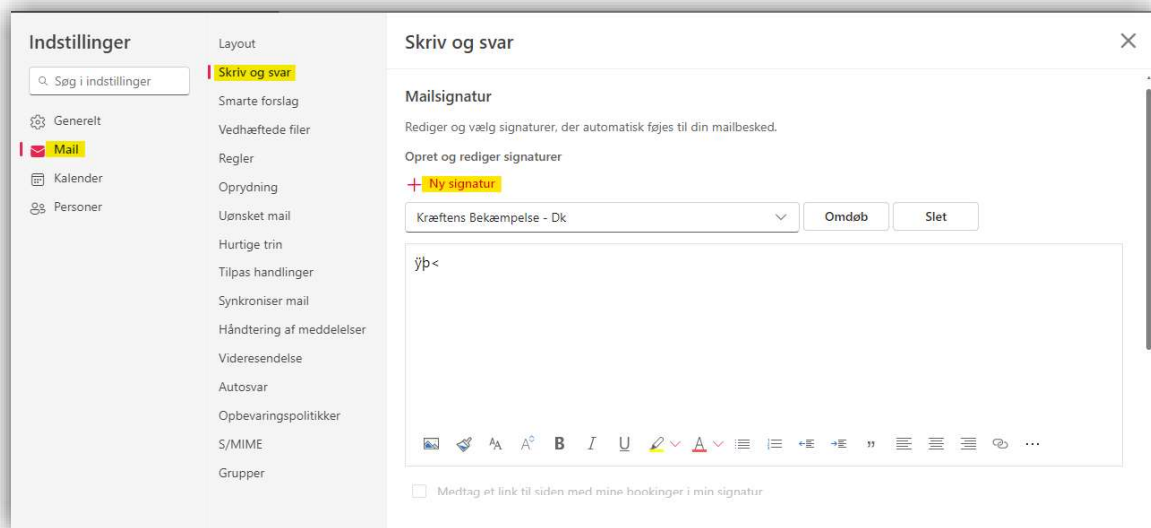 Indstillinger
Søg i indstillinger
Generelt
Mail
Kalender
Personer
Layout
Skriv og svar
Smarte forslag
Vedhæftede filer
Regler
Oprydning
Uønsket mail
Hurtige trin
Tilpas handlinger
Synkroniser mail
Håndtering af meddelelser
Videresendelse
Autosvar
Opbevaringspolitikker
S/MIME
Grupper
Skriv og svar
Mailsignatur
Rediger og vælg signaturer, der automatisk føjes til din mailbesked.
Opret og rediger signaturer
Ny signatur
Kræftens Bekæmpelse - Dk Omdøb Slet
ÿþ<
Medtag et link til siden med mine bookinger i min signatur